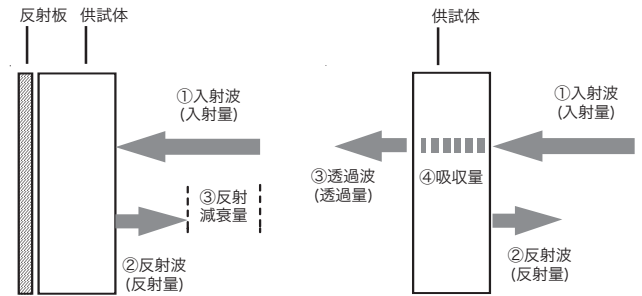 反射板
供試体
①入射波
(入射量)
③反射
減衰量
②反射波
(反射量)
供試体
①入射波
(入射量)
③透過波
(透過量)
④吸収量
②反射波
(反射量)